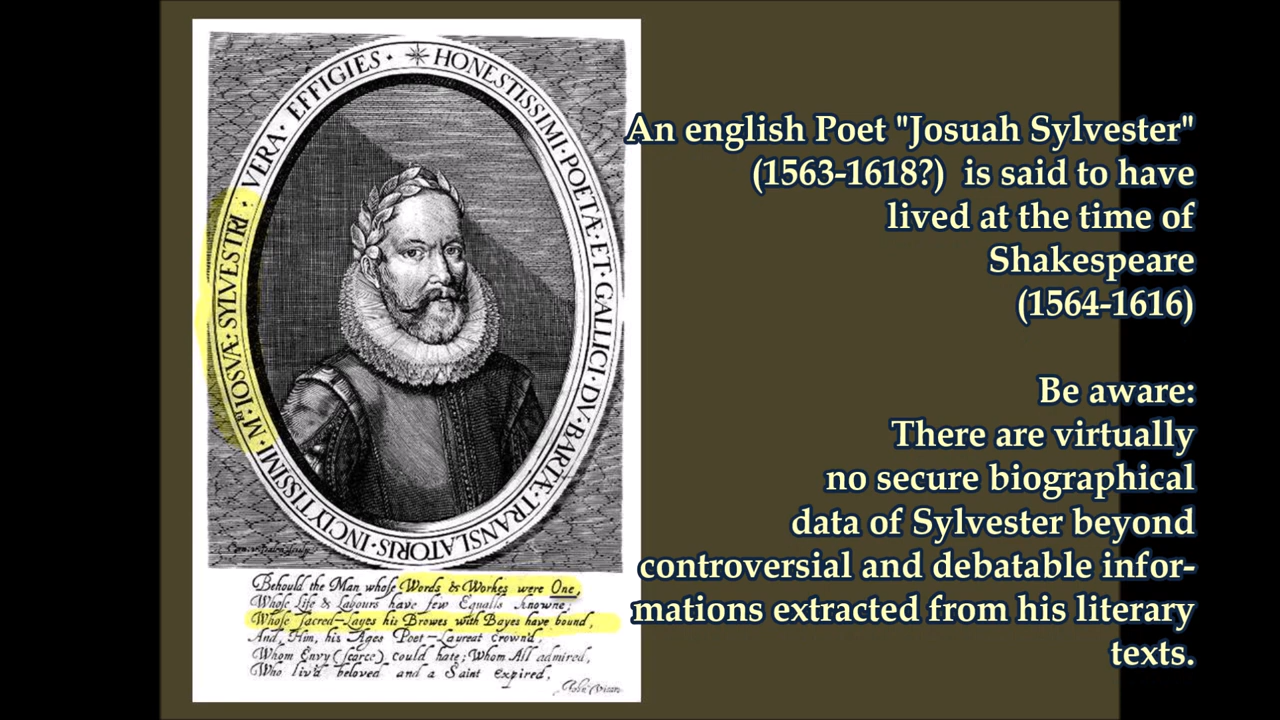 VERA · EFFIGIES · HONESTISSIMI · POETÆ · ET · GALLICI · DV · BARTÆ · TRANSLATORIS · INCLYTISSIMI · Mri IOSVÆ: SYLVESTRI ·
Behould the Man whose Words & Workes were One,
Whose Life & Labours have few Equalls knowne;
Whose sacred-Layes his Browes with Bayes have bound,
And, Him, his Ages Poet-Laureat Crown'd,
Whom Envy (scarce) could hate; Whom All admired,
Who liv'd beloved and a Saint Expired,
An english Poet "Josuah Sylvester"
(1563-1618?) is said to have
lived at the time of
Shakespeare
(1564-1616)
Be aware:
There are virtually
no secure biographical
data of Sylvester beyond
controversial and debatable infor-
mations extracted from his literary
texts.